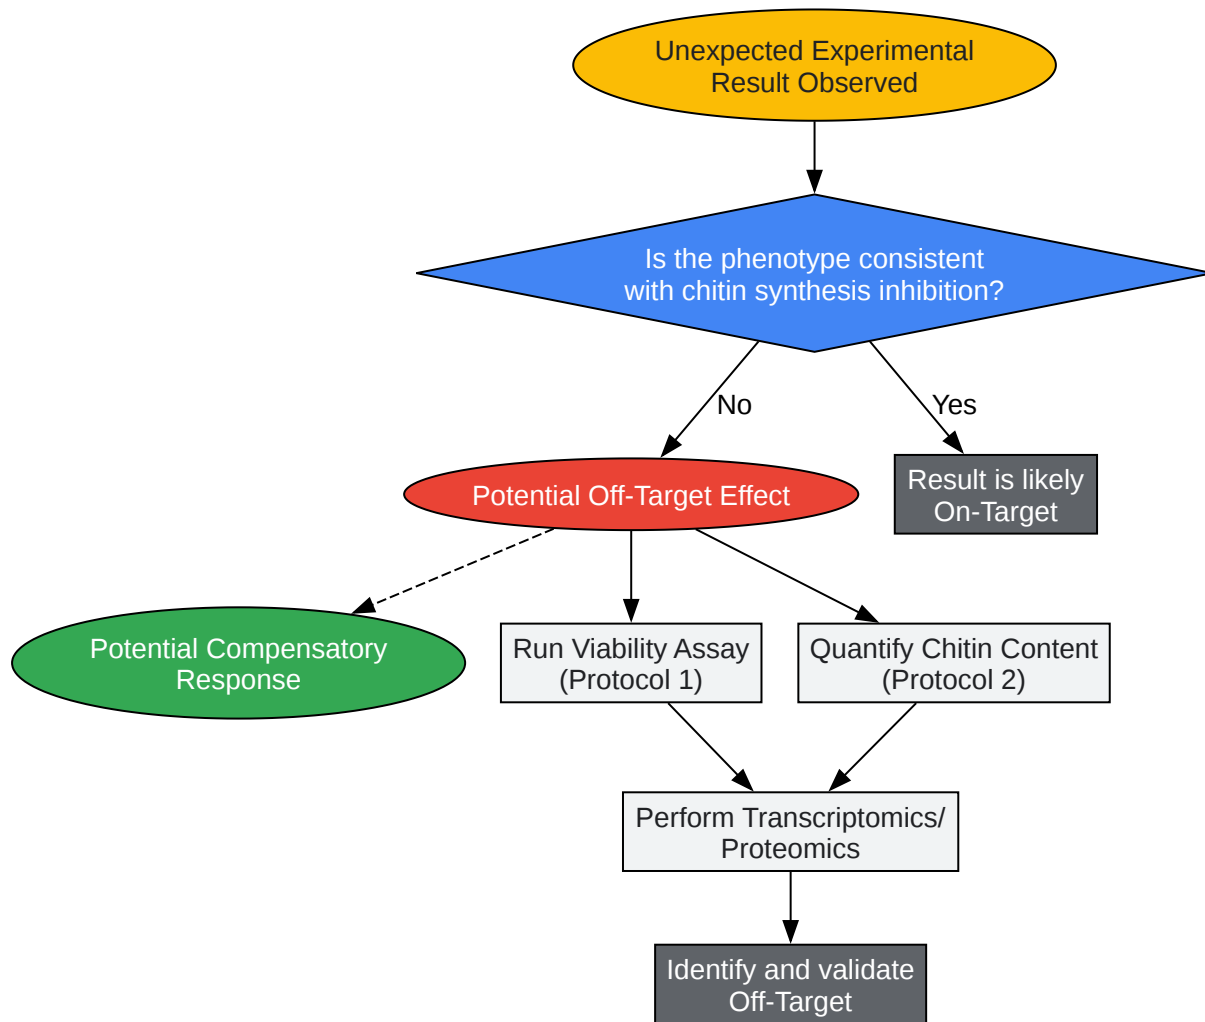 Unexpected Experimental
Result Observed
Is the phenotype consistent
with chitin synthesis inhibition?
No
Yes
Result is likely
On-Target
Potential Off-Target Effect
Potential Compensatory
Response
Run Viability Assay
(Protocol 1)
Quantify Chitin Content
(Protocol 2)
Perform Transcriptomics/
Proteomics
Identify and validate
Off-Target